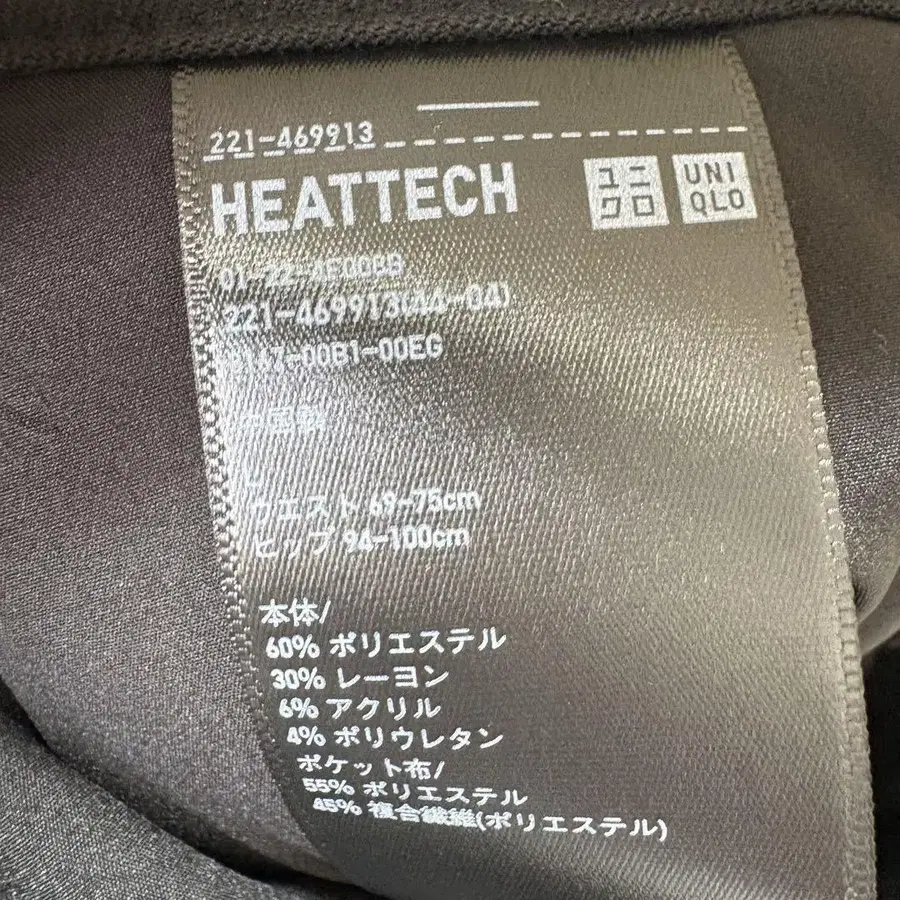 221-469913
HEATTECH
ユニクロ
UNIQLO
221-469913(44-04)
中国製
ウエスト 69-75cm
ヒップ 94-100cm
本体/
60% ポリエステル
30% レーヨン
6% アクリル
4% ポリウレタン
ポケット布/
55% ポリエステル
45% 複合繊維(ポリエステル)